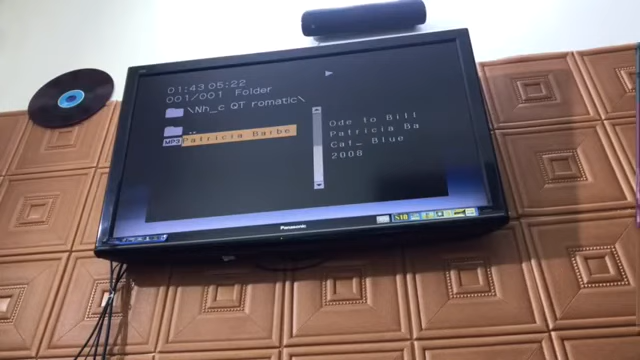 01:43 05:22
001/001 Folder
\Nh_c QT romatic\
..
MP3 Patricia Barbe
Ode to Bill
Patricia Ba
Caf_ Blue
2008
Panasonic